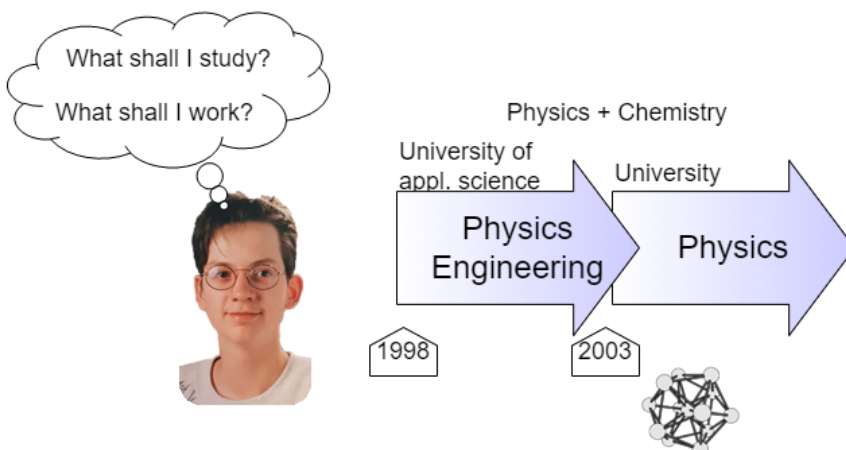 What shall I study?
What shall I work?
Physics + Chemistry
University of
appl. science
University
Physics
Engineering
Physics
1998
2003